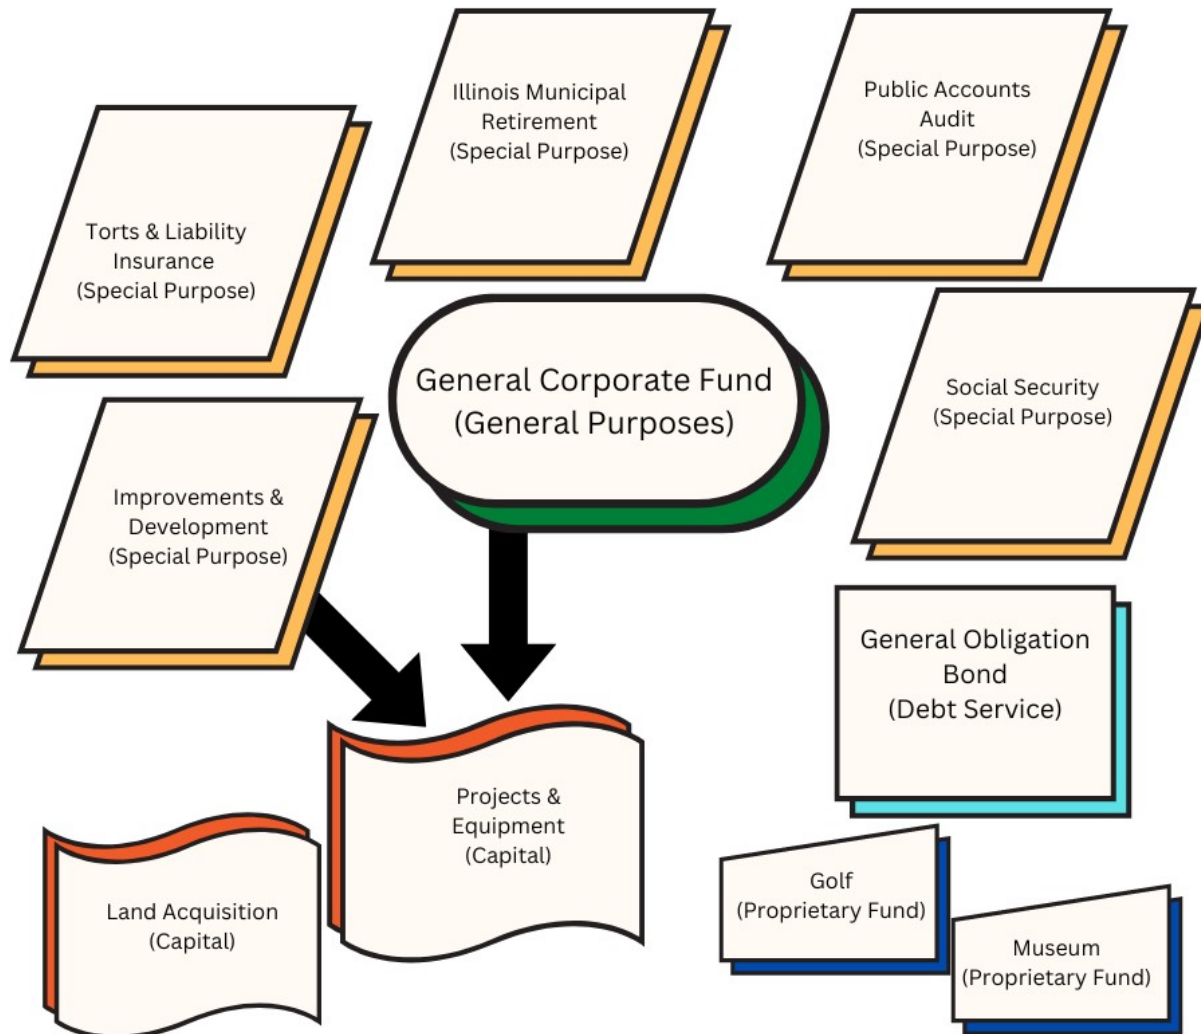 Illinois Municipal
Retirement
(Special Purpose)
Public Accounts
Audit
(Special Purpose)
Torts & Liability
Insurance
(Special Purpose)
General Corporate Fund
(General Purposes)
Social Security
(Special Purpose)
Improvements &
Development
(Special Purpose)
General Obligation
Bond
(Debt Service)
Projects &
Equipment
(Capital)
Land Acquisition
(Capital)
Golf
(Proprietary Fund)
Museum
(Proprietary Fund)